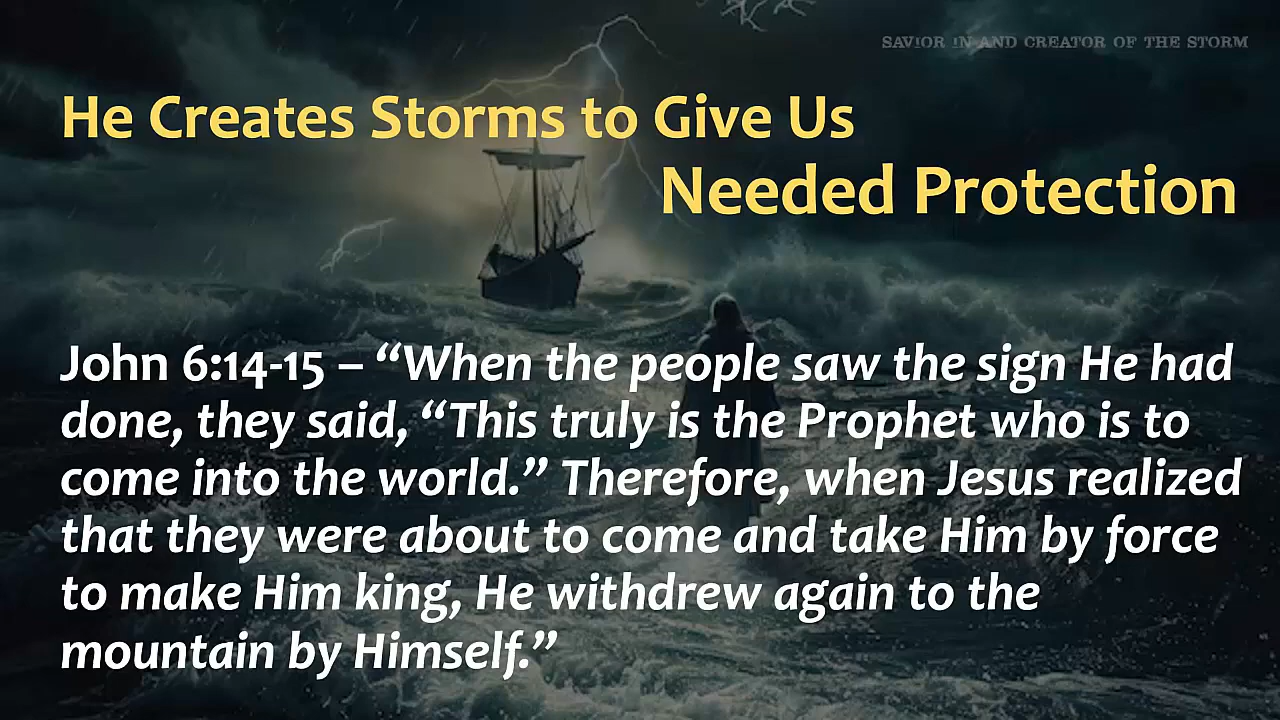 SAVIOR IN AND CREATOR OF THE STORM
He Creates Storms to Give Us
Needed Protection
John 6:14-15 – “When the people saw the sign He had
done, they said, “This truly is the Prophet who is to
come into the world.” Therefore, when Jesus realized
that they were about to come and take Him by force
to make Him king, He withdrew again to the
mountain by Himself.”